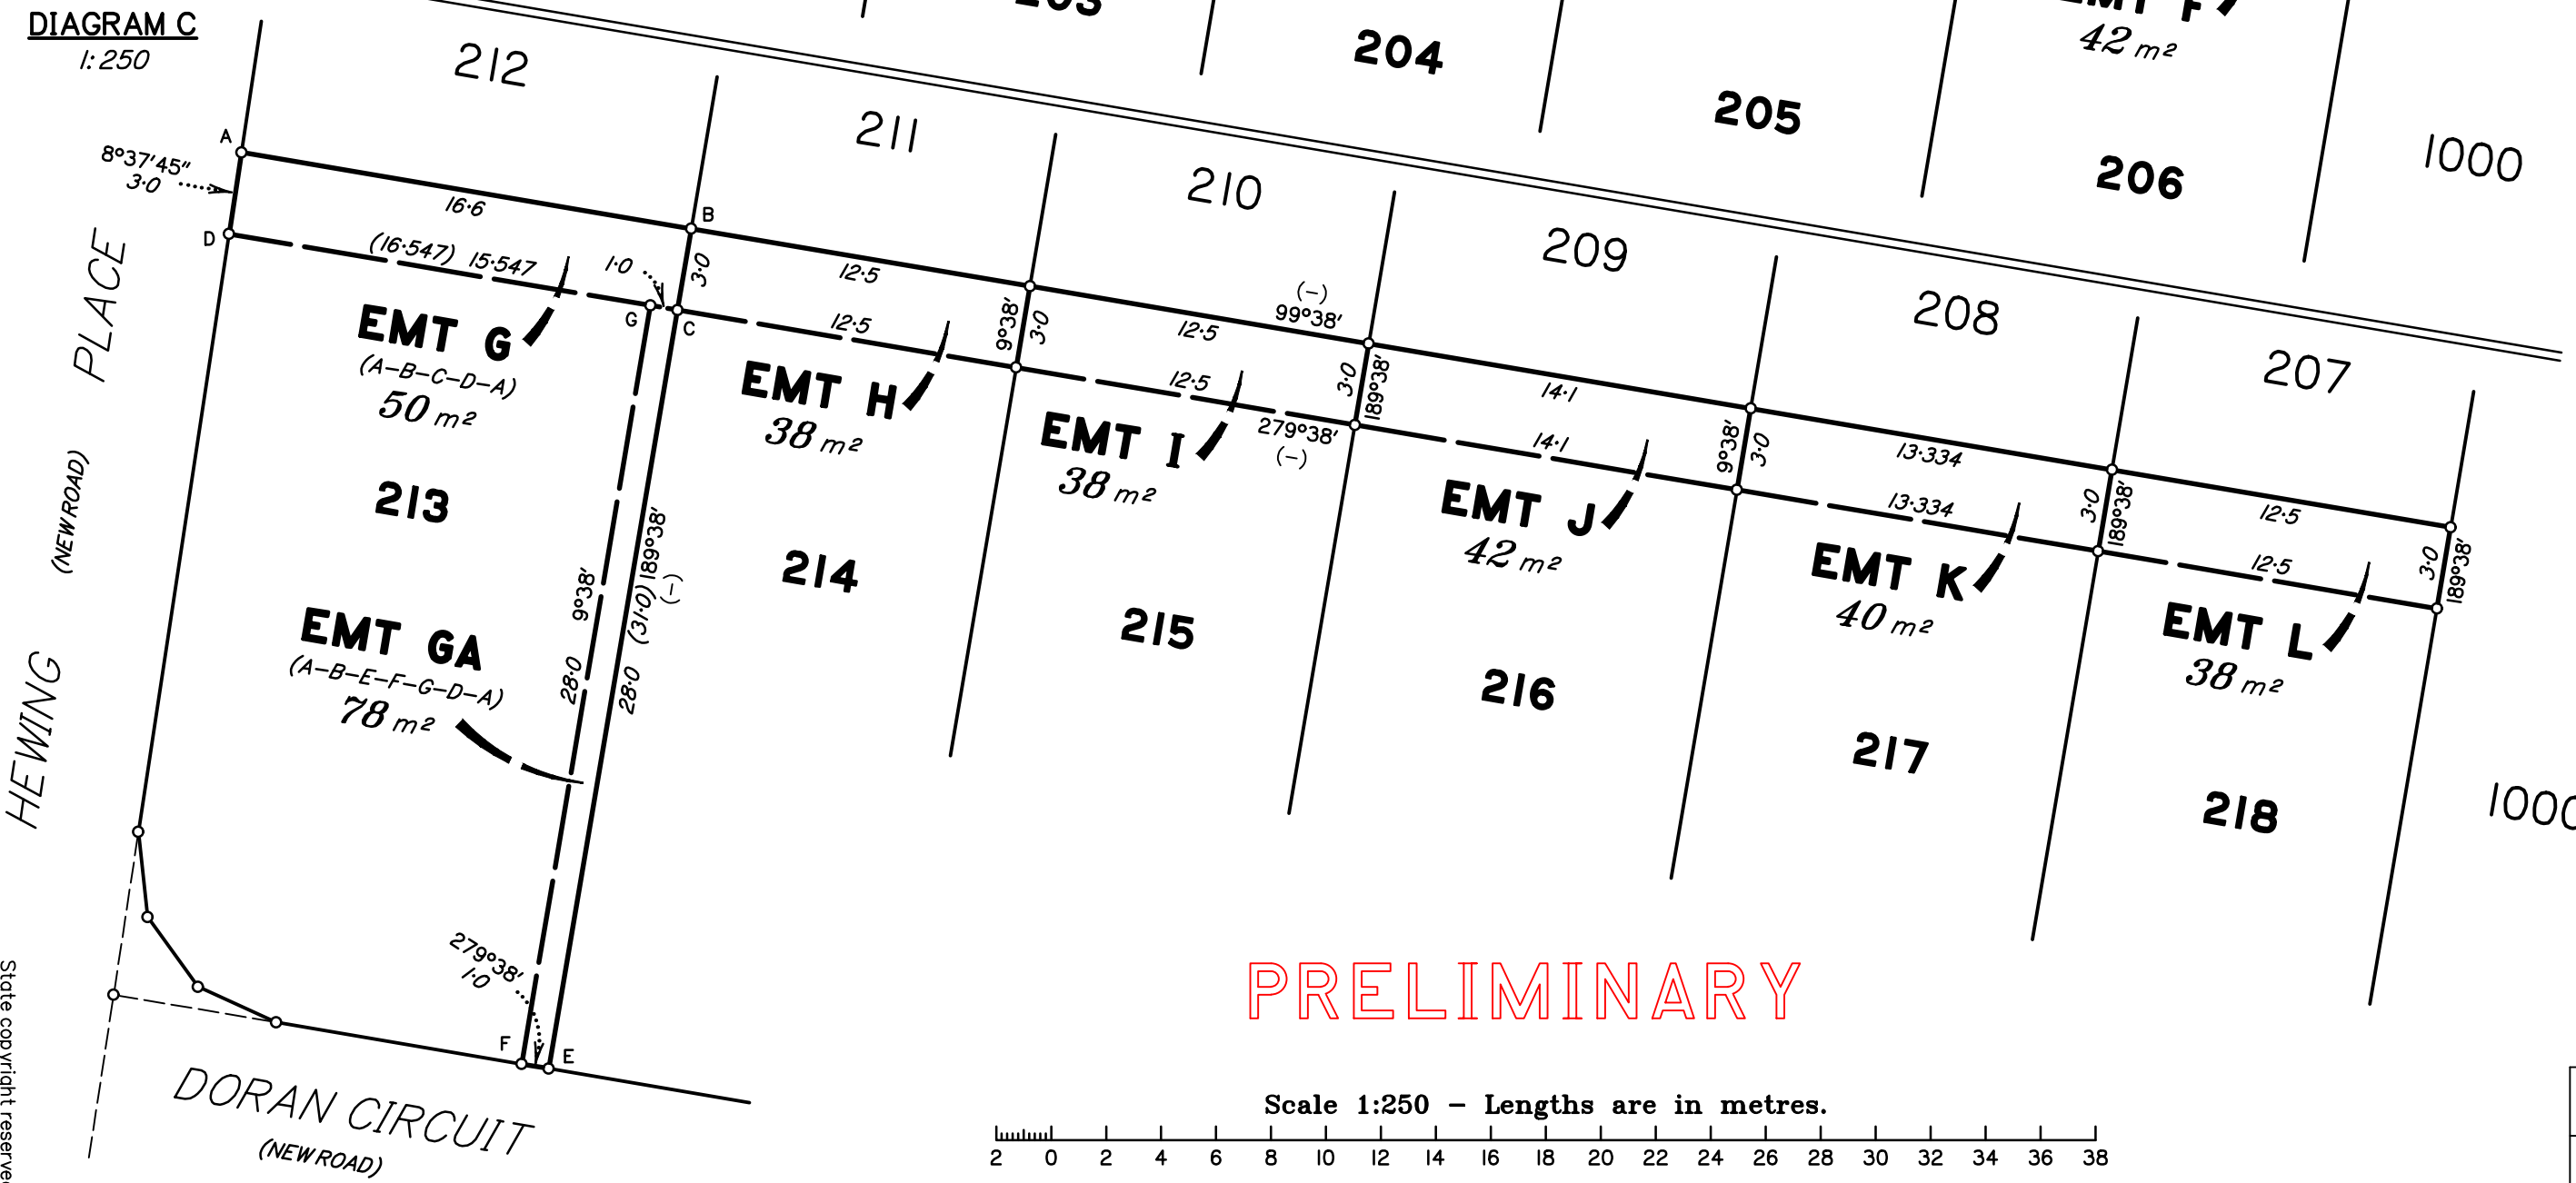 DIAGRAM C
1:250
212
204
42 m²
205
206
1000
211
210
209
208
207
A
8°37'45"
3·0
16·6
B
D
(16·547) 15·547
1·0
3·0
12·5
G
C
EMT G
(A-B-C-D-A)
50 m²
12·5
9°38'
3·0
12·5
(-)
99°38'
EMT H
38 m²
12·5
3·0
189°38'
14·1
EMT I
38 m²
279°38'
(-)
14·1
9°38'
3·0
13·334
EMT J
42 m²
13·334
3·0
189°38'
12·5
EMT K
40 m²
12·5
3·0
189°38'
EMT L
38 m²
PLACE
(NEW ROAD)
HEWING
213
214
215
216
217
218
1000
9°38'
28·0
28·0
(31·0) 189°38'
(-)
EMT GA
(A-B-E-F-G-D-A)
78 m²
279°38'
1·0
F
E
DORAN CIRCUIT
(NEW ROAD)
PRELIMINARY
Scale 1:250 - Lengths are in metres.
2 0 2 4 6 8 10 12 14 16 18 20 22 24 26 28 30 32 34 36 38
State copyright reserved